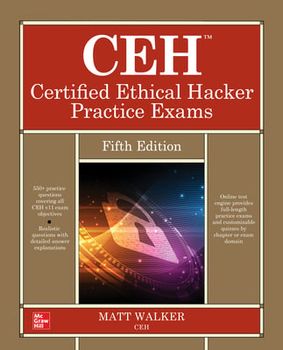 CEH™
Certified Ethical Hacker
Practice Exams
Fifth Edition
550+ practice
questions
covering all
CEH v11 exam
objectives
Realistic
questions with
detailed answer
explanations
Online test
engine provides
full-length
practice exams
and customizable
quizzes by
chapter or exam
domain
Mc
Graw
Hill
MATT WALKER
CEH